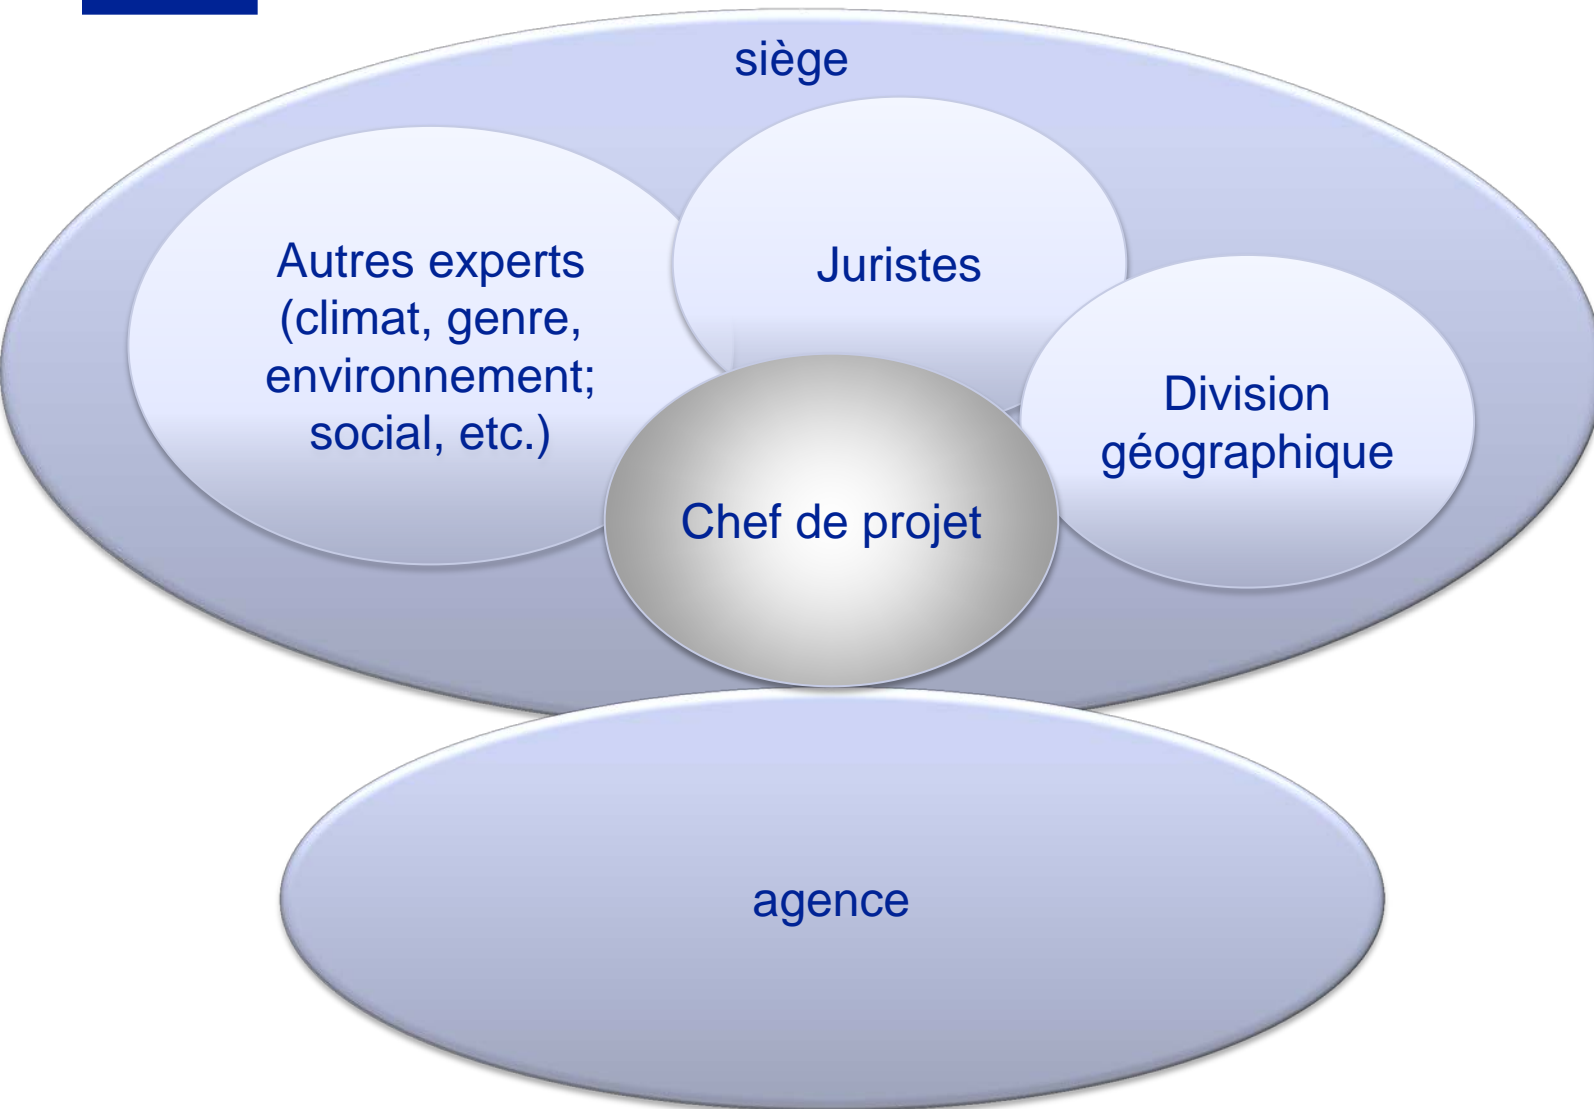 siège
Autres experts
(climat, genre,
environnement;
social, etc.)
Juristes
Division
géographique
Chef de projet
agence